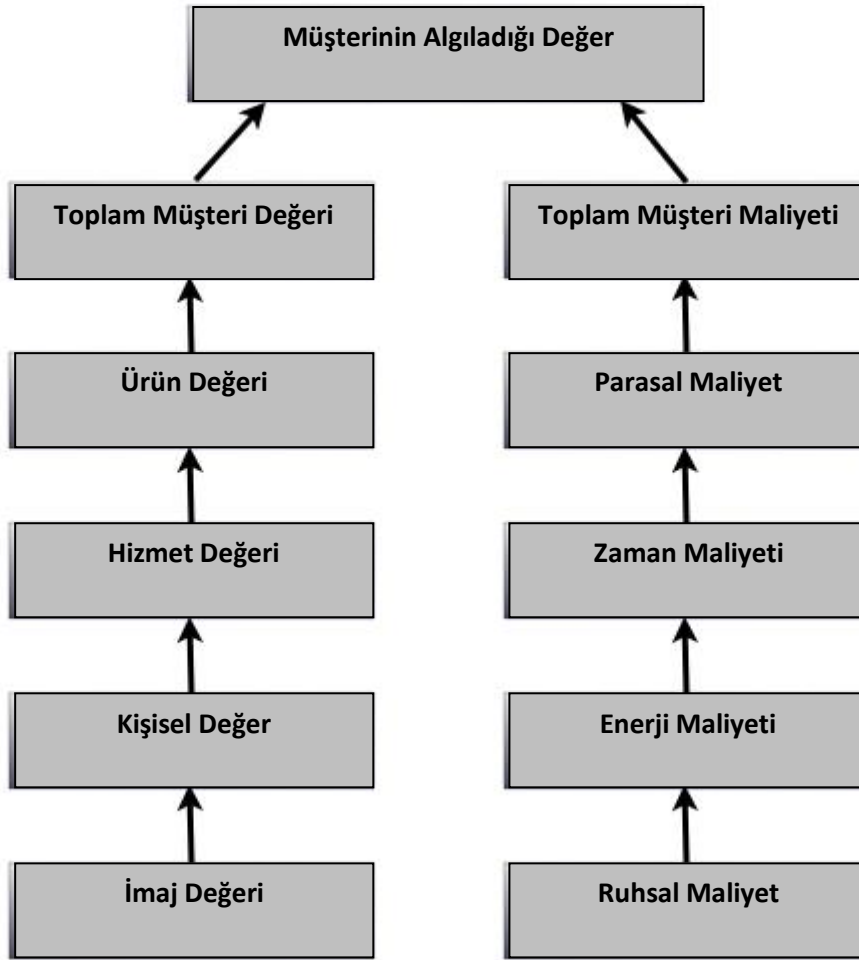 Müşterinin Algıladığı Değer
Toplam Müşteri Değeri
Toplam Müşteri Maliyeti
Ürün Değeri
Parasal Maliyet
Hizmet Değeri
Zaman Maliyeti
Kişisel Değer
Enerji Maliyeti
İmaj Değeri
Ruhsal Maliyet